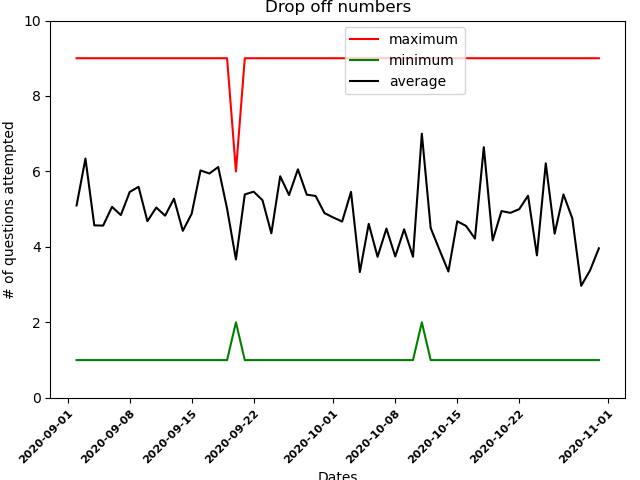 Drop off numbers
maximum
minimum
average
# of questions attempted
10
8
6
4
2
0
2020-09-01
2020-09-08
2020-09-15
2020-09-22
2020-10-01
2020-10-08
2020-10-15
2020-10-22
2020-11-01
Dates